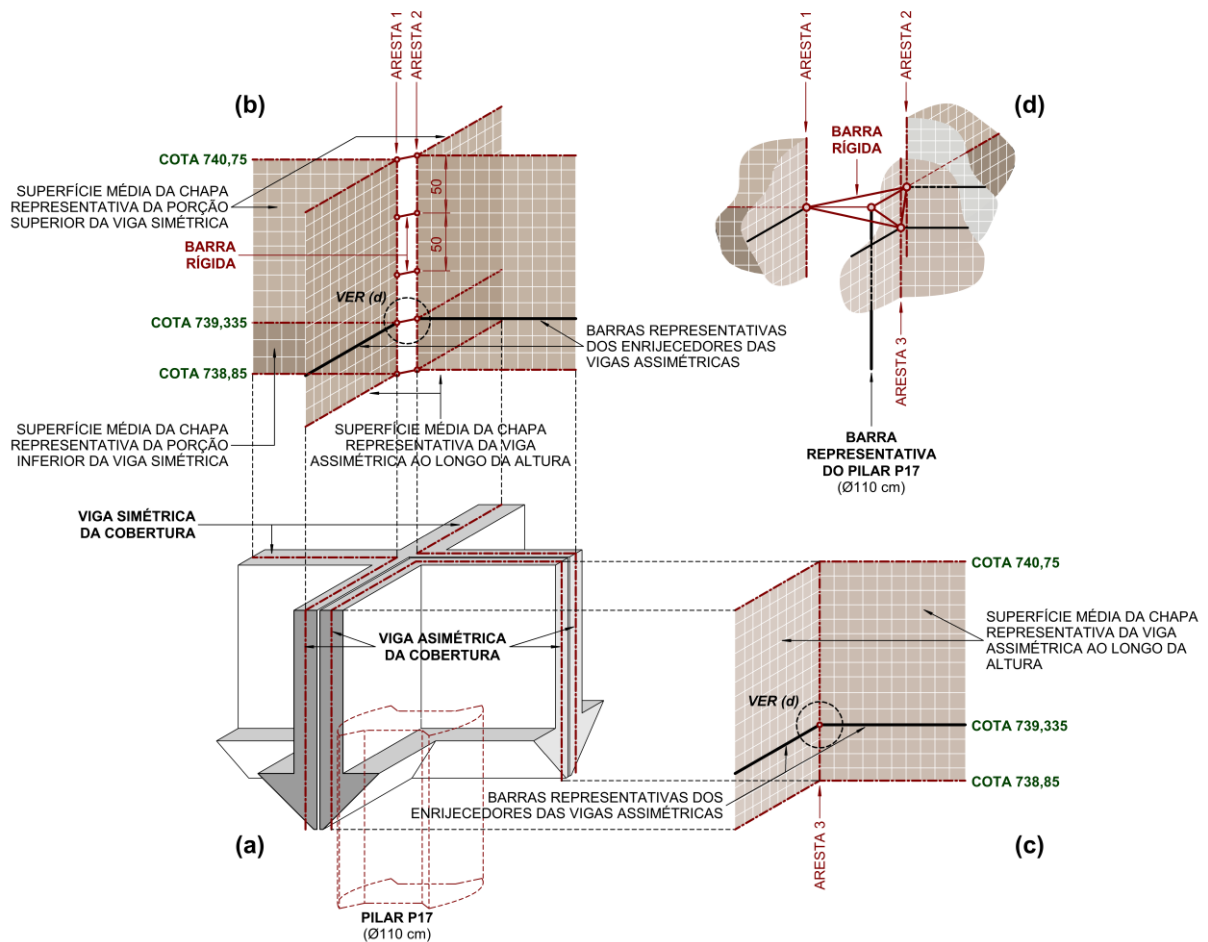 ARESTA 1
ARESTA 2
(b)
COTA 740,75
SUPERFÍCIE MÉDIA DA CHAPA
REPRESENTATIVA DA PORÇÃO
SUPERIOR DA VIGA SIMÉTRICA
50
50
BARRA
RÍGIDA
VER (d)
COTA 739,335
BARRAS REPRESENTATIVAS
DOS ENRIJECEDORES DAS
VIGAS ASSIMÉTRICAS
COTA 738,85
SUPERFÍCIE MÉDIA DA CHAPA
REPRESENTATIVA DA PORÇÃO
INFERIOR DA VIGA SIMÉTRICA
SUPERFÍCIE MÉDIA DA CHAPA
REPRESENTATIVA DA VIGA
ASSIMÉTRICA AO LONGO DA ALTURA
ARESTA 1
ARESTA 2
(d)
BARRA
RÍGIDA
ARESTA 3
BARRA
REPRESENTATIVA
DO PILAR P17
(Ø110 cm)
VIGA SIMÉTRICA
DA COBERTURA
VIGA ASIMÉTRICA
DA COBERTURA
(a)
PILAR P17
(Ø110 cm)
COTA 740,75
SUPERFÍCIE MÉDIA DA CHAPA
REPRESENTATIVA DA VIGA
ASSIMÉTRICA AO LONGO DA
ALTURA
VER (d)
COTA 739,335
COTA 738,85
BARRAS REPRESENTATIVAS DOS
ENRIJECEDORES DAS VIGAS ASSIMÉTRICAS
ARESTA 3
(c)